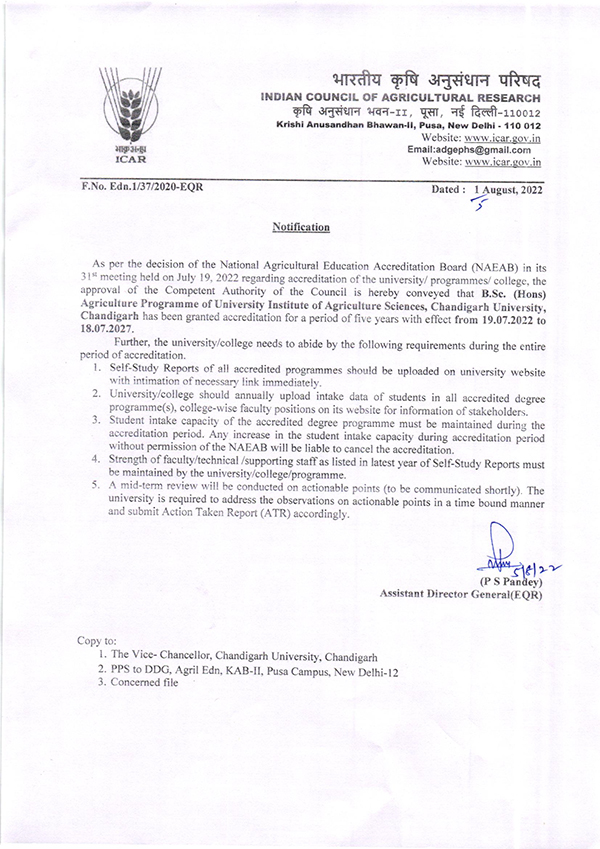 भारतीय कृषि अनुसंधान परिषद
INDIAN COUNCIL OF AGRICULTURAL RESEARCH
कृषि अनुसंधान भवन-II, पूसा, नई दिल्ली-110012
Krishi Anusandhan Bhawan-II, Pusa, New Delhi - 110 012
Website: www.icar.gov.in
Email:adgephs@gmail.com
Website: www.icar.gov.in
भाकृअनुप
ICAR
F.No. Edn.1/37/2020-EQR
Dated : 1 August, 2022
5
Notification
As per the decision of the National Agricultural Education Accreditation Board (NAEAB) in its
31st meeting held on July 19, 2022 regarding accreditation of the university/ programmes/ college, the
approval of the Competent Authority of the Council is hereby conveyed that B.Sc. (Hons)
Agriculture Programme of University Institute of Agriculture Sciences, Chandigarh University,
Chandigarh has been granted accreditation for a period of five years with effect from 19.07.2022 to
18.07.2027.
Further, the university/college needs to abide by the following requirements during the entire
period of accreditation.
1. Self-Study Reports of all accredited programmes should be uploaded on university website
with intimation of necessary link immediately.
2. University/college should annually upload intake data of students in all accredited degree
programme(s), college-wise faculty positions on its website for information of stakeholders.
3. Student intake capacity of the accredited degree programme must be maintained during the
accreditation period. Any increase in the student intake capacity during accreditation period
without permission of the NAEAB will be liable to cancel the accreditation.
4. Strength of faculty/technical /supporting staff as listed in latest year of Self-Study Reports must
be maintained by the university/college/programme.
5. A mid-term review will be conducted on actionable points (to be communicated shortly). The
university is required to address the observations on actionable points in a time bound manner
and submit Action Taken Report (ATR) accordingly.
5/8/22
(P S Pandey)
Assistant Director General(EQR)
Copy to:
1. The Vice- Chancellor, Chandigarh University, Chandigarh
2. PPS to DDG, Agril Edn, KAB-II, Pusa Campus, New Delhi-12
3. Concerned file